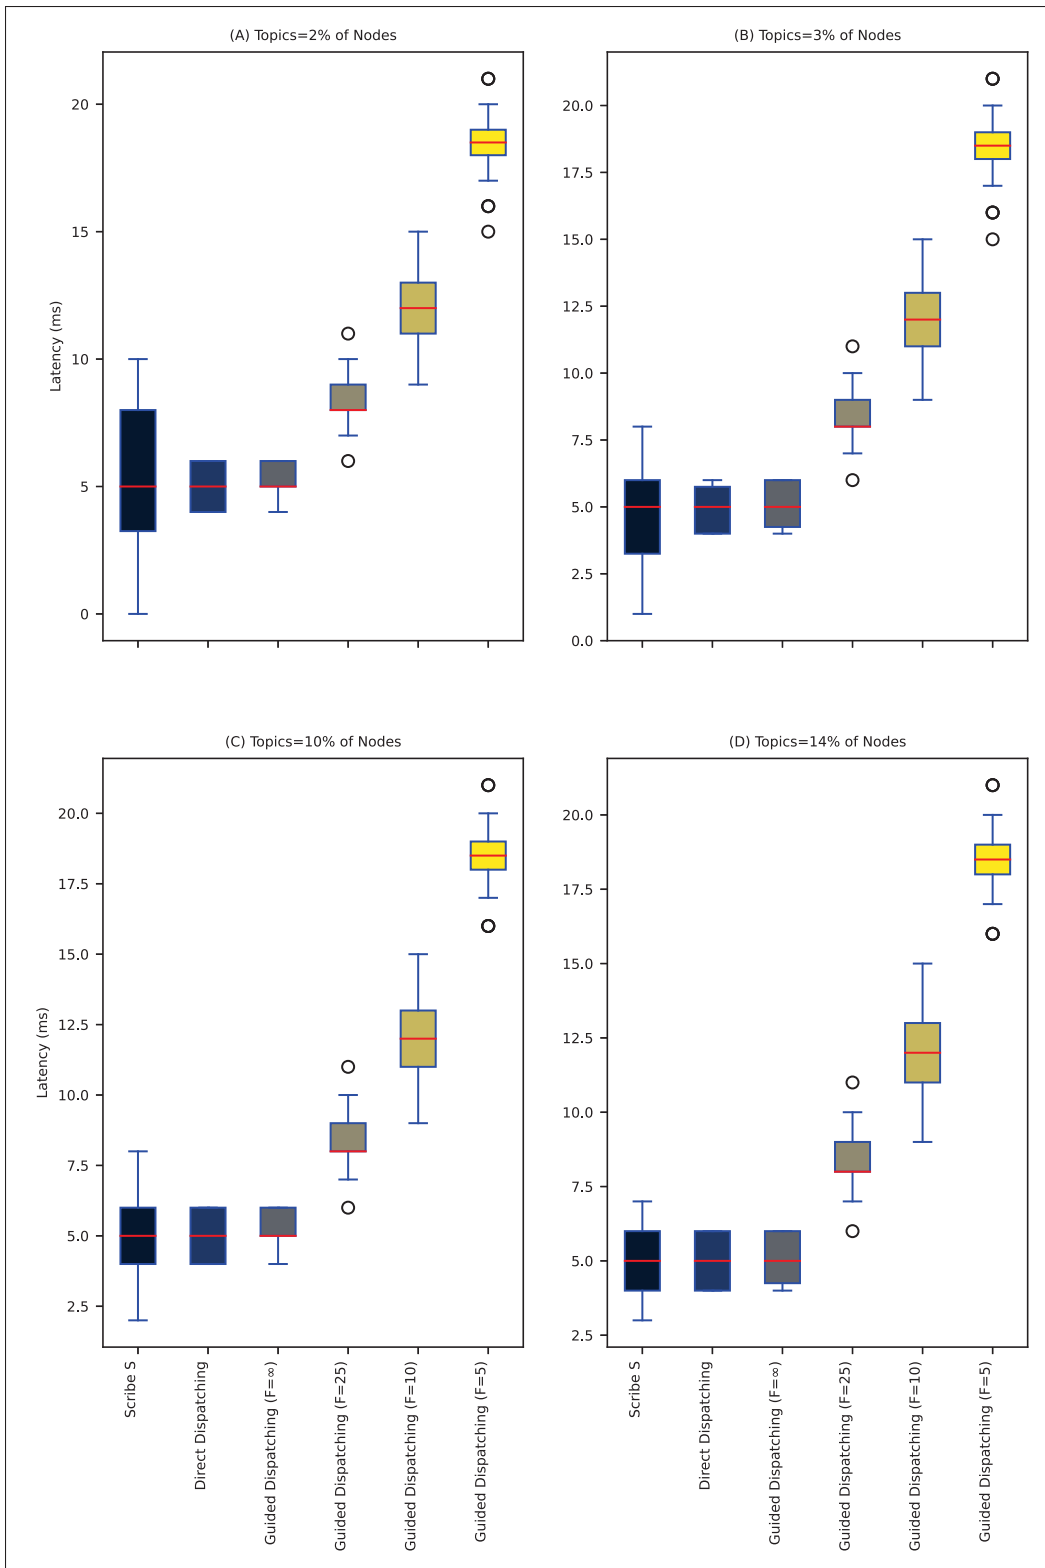 (A) Topics=2% of Nodes
20
15
10
5
0
Latency (ms)
(B) Topics=3% of Nodes
20.0
17.5
15.0
12.5
10.0
7.5
5.0
2.5
0.0
(C) Topics=10% of Nodes
20.0
17.5
15.0
12.5
10.0
7.5
5.0
2.5
Latency (ms)
Scribe S
Direct Dispatching
Guided Dispatching (F=∞)
Guided Dispatching (F=25)
Guided Dispatching (F=10)
Guided Dispatching (F=5)
(D) Topics=14% of Nodes
20.0
17.5
15.0
12.5
10.0
7.5
5.0
2.5
Scribe S
Direct Dispatching
Guided Dispatching (F=∞)
Guided Dispatching (F=25)
Guided Dispatching (F=10)
Guided Dispatching (F=5)